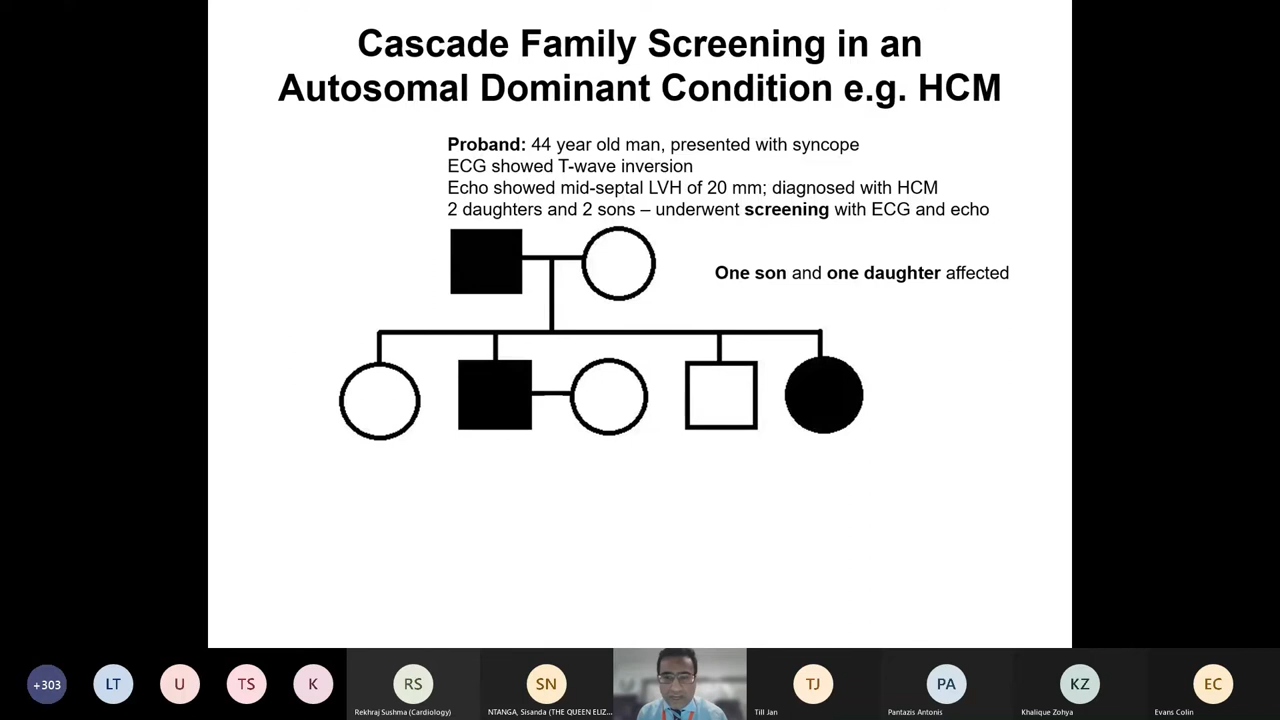 Cascade Family Screening in an
Autosomal Dominant Condition e.g. HCM
Proband: 44 year old man, presented with syncope
ECG showed T-wave inversion
Echo showed mid-septal LVH of 20 mm; diagnosed with HCM
2 daughters and 2 sons – underwent screening with ECG and echo
One son and one daughter affected
+303
LT
U
TS
K
RS
SN
TJ
PA
KZ
EC
Rekhraj Sushma (Cardiology)
NTANGA, Sisanda (THE QUEEN ELIZ...
Till Jan
Pantazis Antonis
Khalique Zohya
Evans Colin